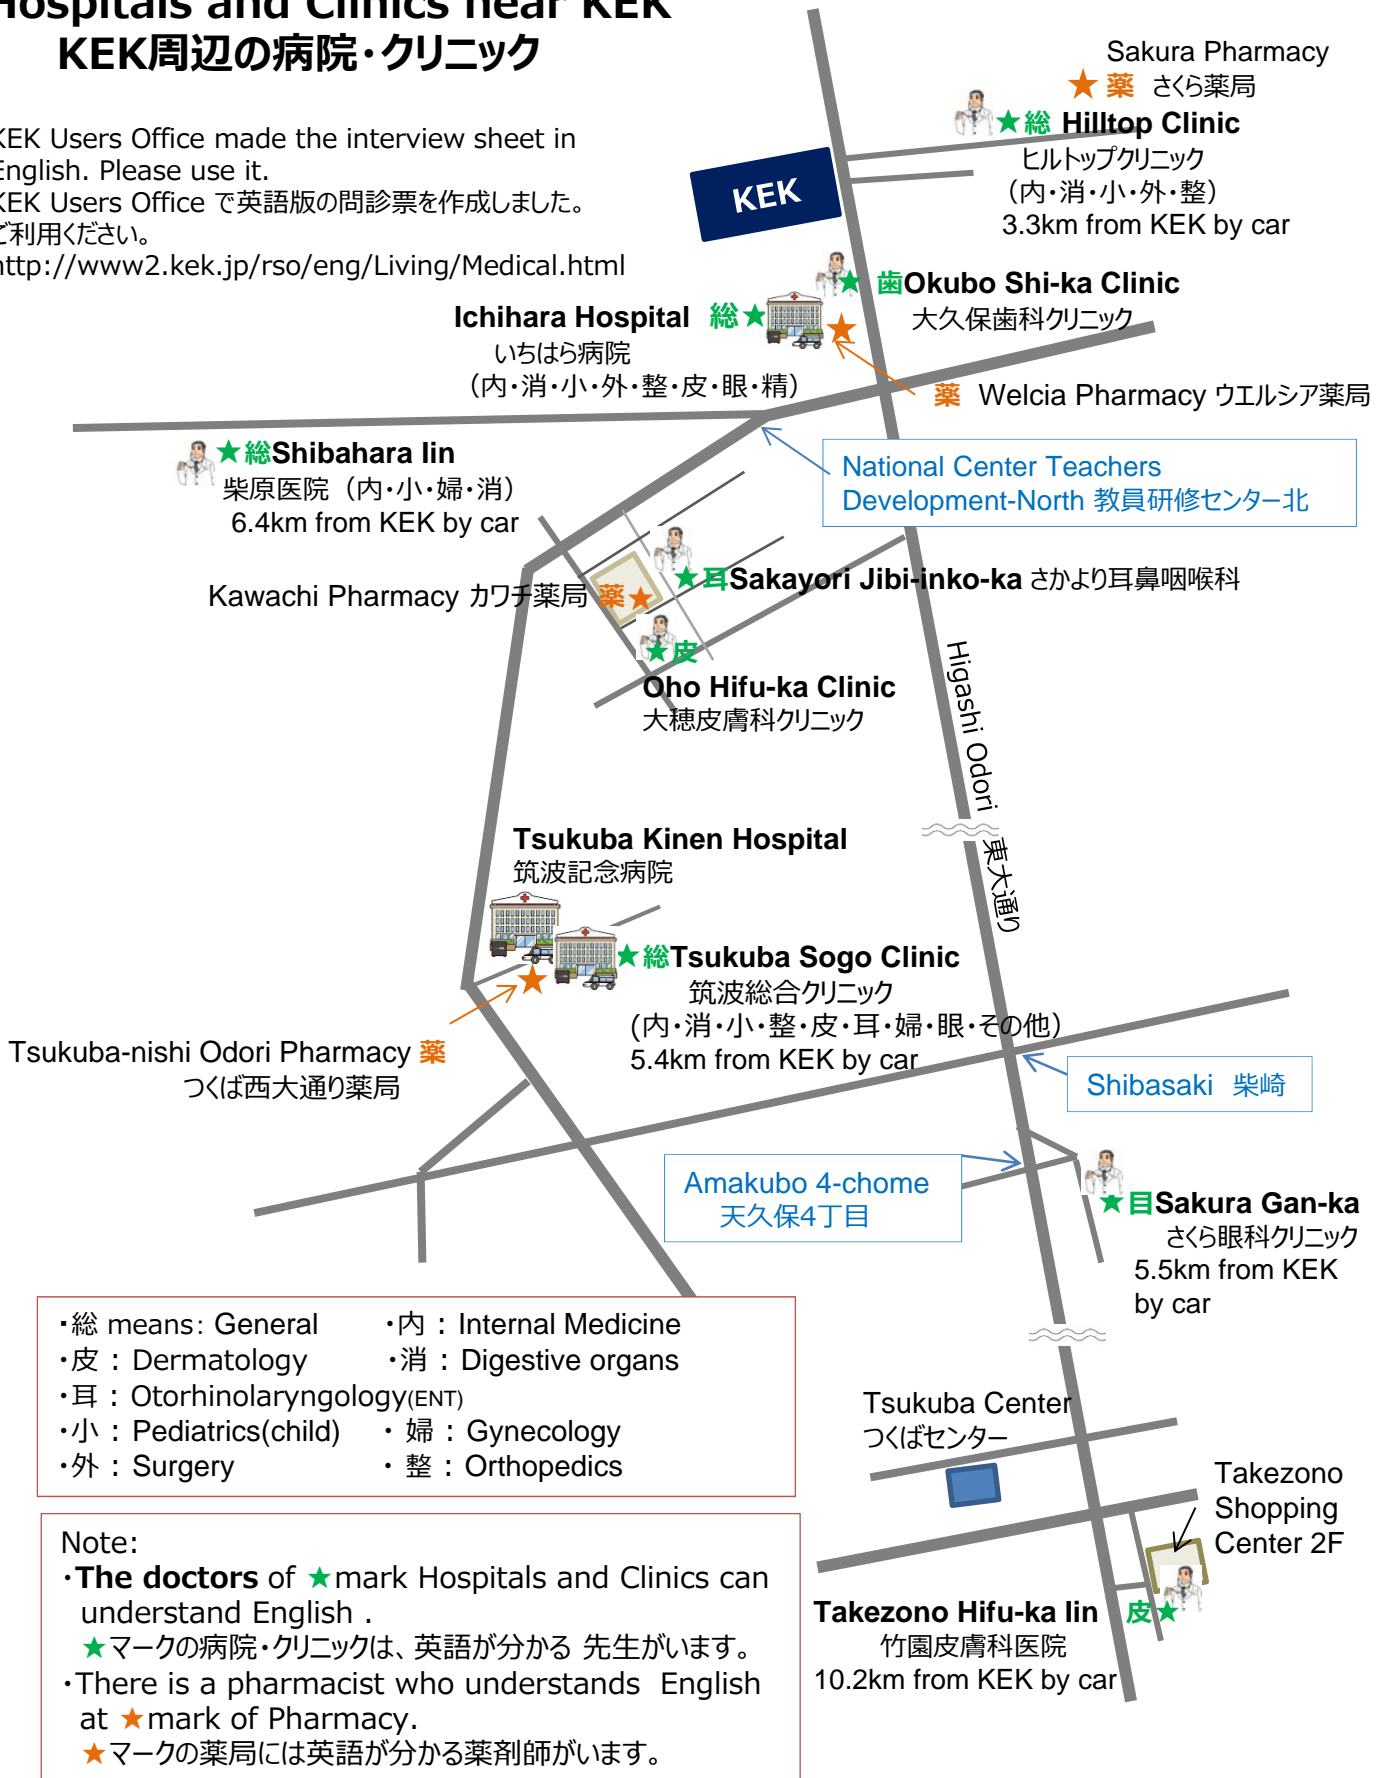 Hospitals and Clinics near KEK
KEK周辺の病院・クリニック
KEK Users Office made the interview sheet in
English. Please use it.
KEK Users Office で英語版の問診票を作成しました。
ご利用ください。
http://www2.kek.jp/rso/eng/Living/Medical.html
Sakura Pharmacy
★ 薬 さくら薬局
★総 Hilltop Clinic
ヒルトップクリニック
（内・消・小・外・整）
3.3km from KEK by car
KEK
★ 歯Okubo Shi-ka Clinic
大久保歯科クリニック
Ichihara Hospital 総★
★
いちはら病院
（内・消・小・外・整・皮・眼・精）
薬 Welcia Pharmacy ウエルシア薬局
★総Shibahara Iin
柴原医院（内・小・婦・消）
6.4km from KEK by car
National Center Teachers
Development-North 教員研修センター北
★耳Sakayori Jibi-inko-ka さかより耳鼻咽喉科
Kawachi Pharmacy カワチ薬局 薬★
★皮
Oho Hifu-ka Clinic
大穂皮膚科クリニック
Higashi Odori 東大通り
Tsukuba Kinen Hospital
筑波記念病院
★総Tsukuba Sogo Clinic
筑波総合クリニック
（内・消・小・整・皮・耳・婦・眼・その他）
5.4km from KEK by car
★
Tsukuba-nishi Odori Pharmacy 薬
つくば西大通り薬局
Shibasaki 柴崎
Amakubo 4-chome
天久保4丁目
★目Sakura Gan-ka
さくら眼科クリニック
5.5km from KEK
by car
・総 means: General ・内：Internal Medicine
・皮：Dermatology ・消：Digestive organs
・耳：Otorhinolaryngology(ENT)
・小：Pediatrics(child) ・婦：Gynecology
・外：Surgery ・整：Orthopedics
Tsukuba Center
つくばセンター
Takezono
Shopping
Center 2F
Takezono Hifu-ka Iin 皮★
竹園皮膚科医院
10.2km from KEK by car
Note:
・The doctors of ★mark Hospitals and Clinics can
understand English .
★マークの病院・クリニックは、英語が分かる 先生がいます。
・There is a pharmacist who understands English
at ★mark of Pharmacy.
★マークの薬局には英語が分かる薬剤師がいます。